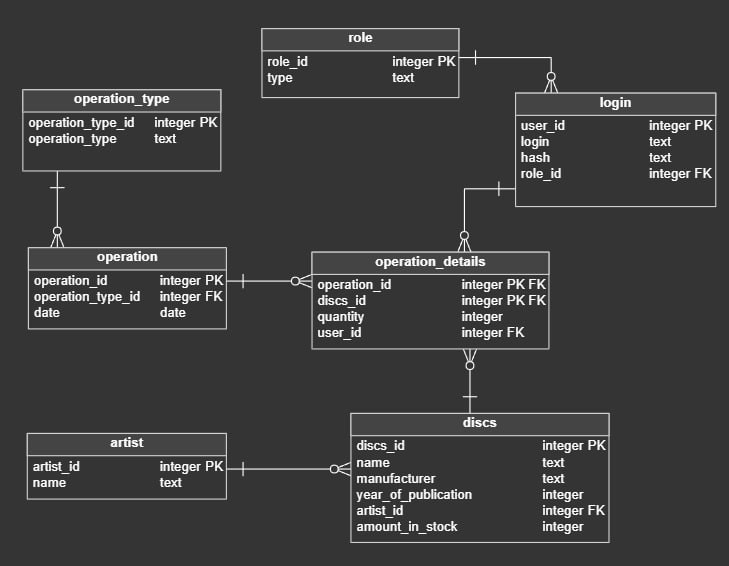 role
role_id integer PK
type text
operation_type
operation_type_id integer PK
operation_type text
login
user_id integer PK
login text
hash text
role_id integer FK
operation
operation_id integer PK
operation_type_id integer FK
date date
operation_details
operation_id integer PK FK
discs_id integer PK FK
quantity integer
user_id integer FK
artist
artist_id integer PK
name text
discs
discs_id integer PK
name text
manufacturer text
year_of_publication integer
artist_id integer FK
amount_in_stock integer